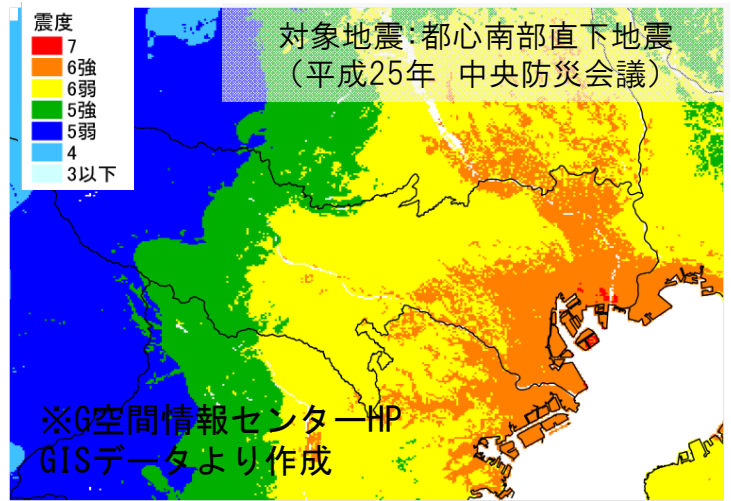 震度
7
6強
6弱
5強
5弱
4
3以下
対象地震:都心南部直下地震
(平成25年 中央防災会議)
※G空間情報センターHP
GISデータより作成